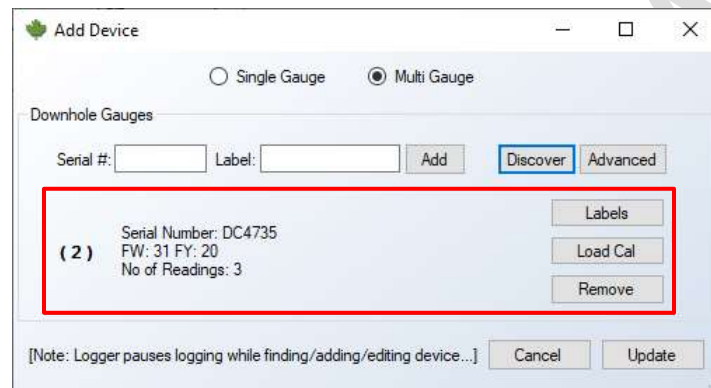 Add Device
Single Gauge Multi Gauge
Downhole Gauges
Serial #: Label: Add Discover Advanced
Labels
Serial Number: DC4735
( 2 ) FW: 31 FY: 20 Load Cal
No of Readings: 3
Remove
[Note: Logger pauses logging while finding/adding/editing device...] Cancel Update